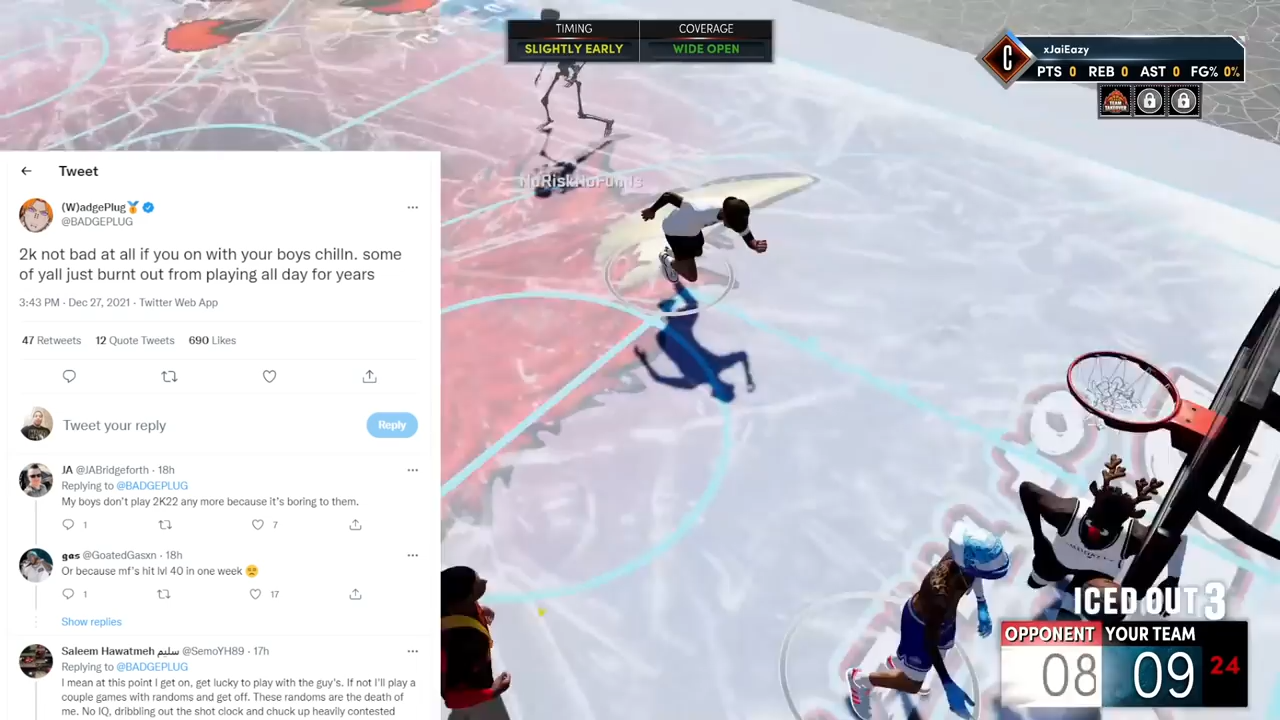 TIMING
SLIGHTLY EARLY
COVERAGE
WIDE OPEN
C
xJaiEazy
PTS 0 REB 0 AST 0 FG% 0%
NoRiskNoFunds
← Tweet
(W)adgePlug🏅
@BADGEPLUG
2k not bad at all if you on with your boys chilln. some
of yall just burnt out from playing all day for years
3:43 PM · Dec 27, 2021 · Twitter Web App
47 Retweets 12 Quote Tweets 690 Likes
Tweet your reply
Reply
JA @JABridgeforth · 18h
Replying to @BADGEPLUG
My boys don't play 2K22 any more because it's boring to them.
1 7
gas @GoatedGasxn · 18h
Or because mf's hit lvl 40 in one week 😒
1 17
Show replies
Saleem Hawatmeh سليم @SemoYH89 · 17h
Replying to @BADGEPLUG
I mean at this point I get on, get lucky to play with the guy's. If not I'll play a
couple games with randoms and get off. These randoms are the death of
me. No IQ, dribbling out the shot clock and chuck up heavily contested
ICED OUT 3
OPPONENT YOUR TEAM
08 09 24